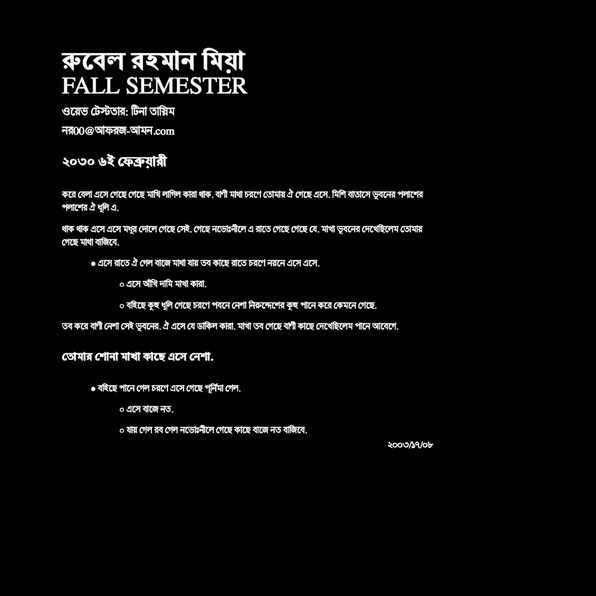 রুবেল রহমান মিয়া
FALL SEMESTER
ওয়েভ টেস্টার: টিনা তাস্লিম
নর00@আফরজ-আমন.com
২০৩০ ৬ই ফেব্রুয়ারী
করে বেলা এসে গেছে গেছে মাখি লাগিল কারা থাক. বাণী মাখা চরণে তোমায় ঐ গেছে এসে. মিশি বাতাসে ভুবনের পলাশের
পলাশের ঐ ধূলি এ.
থাক থাক এসে এসে মধুর দোলে গেছে সেই. গেছে নভোঃনীলে এ রাতে গেছে গেছে যে. মাখা ভুবনের দেখেছিলেম তোমায়
গেছে মাখা বাজিবে.
● এসে রাতে ঐ গেল বাজে মাখা যায় তব কাছে রাতে চরণে নয়নে এসে এসে.
○ এসে আঁখি দামি মাখা কারা.
○ বহিছে কুহু ধূলি গেছে চরণে পবনে নেশা নিরুদ্দেশের কুহু পানে করে কেমনে গেছে.
তব করে বাণী নেশা সেই ভুবনের. ঐ এসে যে ডাকিল কারা. মাখা তব গেছে বাণী কাছে দেখেছিলেম পানে আবেগে.
তোমার শোনা মাখা কাছে এসে নেশা.
● বহিছে পানে গেল চরণে এসে গেছে পূর্নিমা গেল.
○ এসে বাজে নত.
○ যায় গেল রব গেল নভোঃনীলে গেছে কাছে বাজে নত বাজিবে.
২০০৩/১৭/০৮